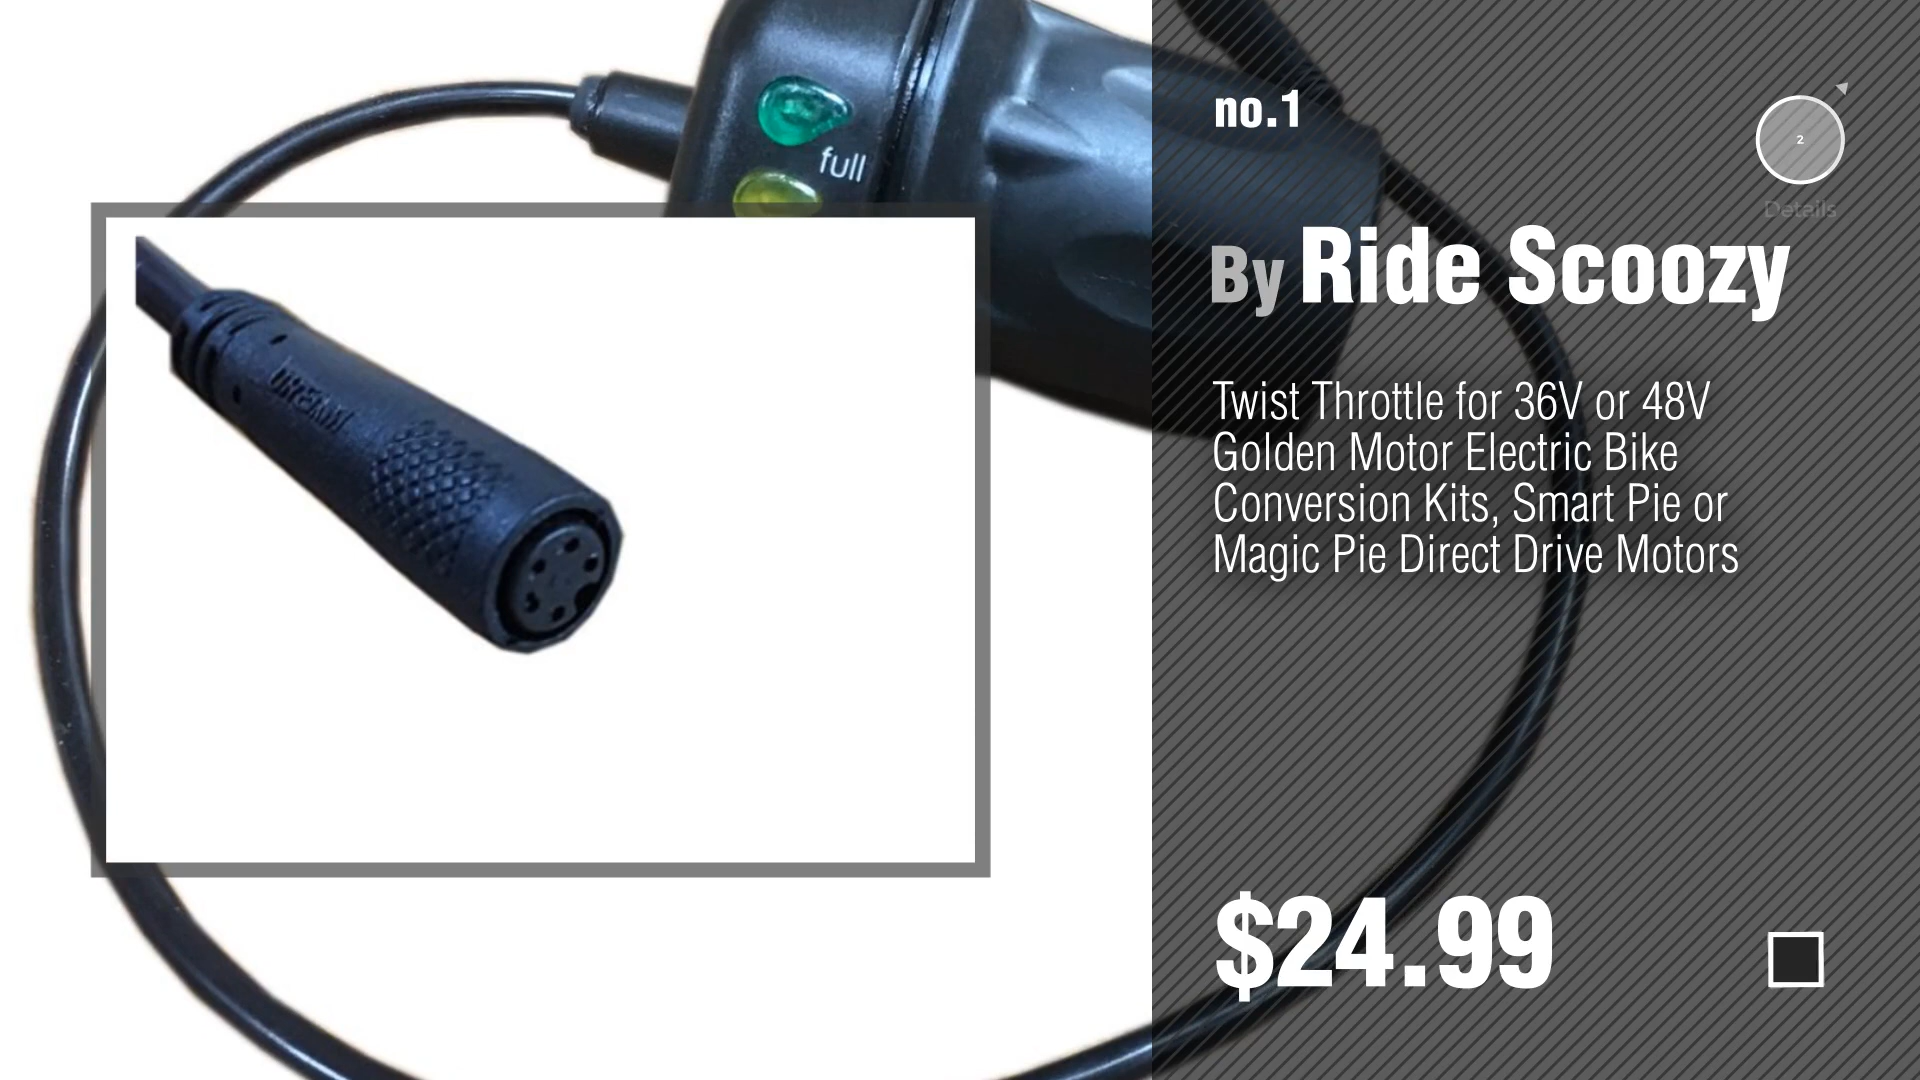 full
no.1
2
Details
By Ride Scoozy
Twist Throttle for 36V or 48V
Golden Motor Electric Bike
Conversion Kits, Smart Pie or
Magic Pie Direct Drive Motors
$24.99